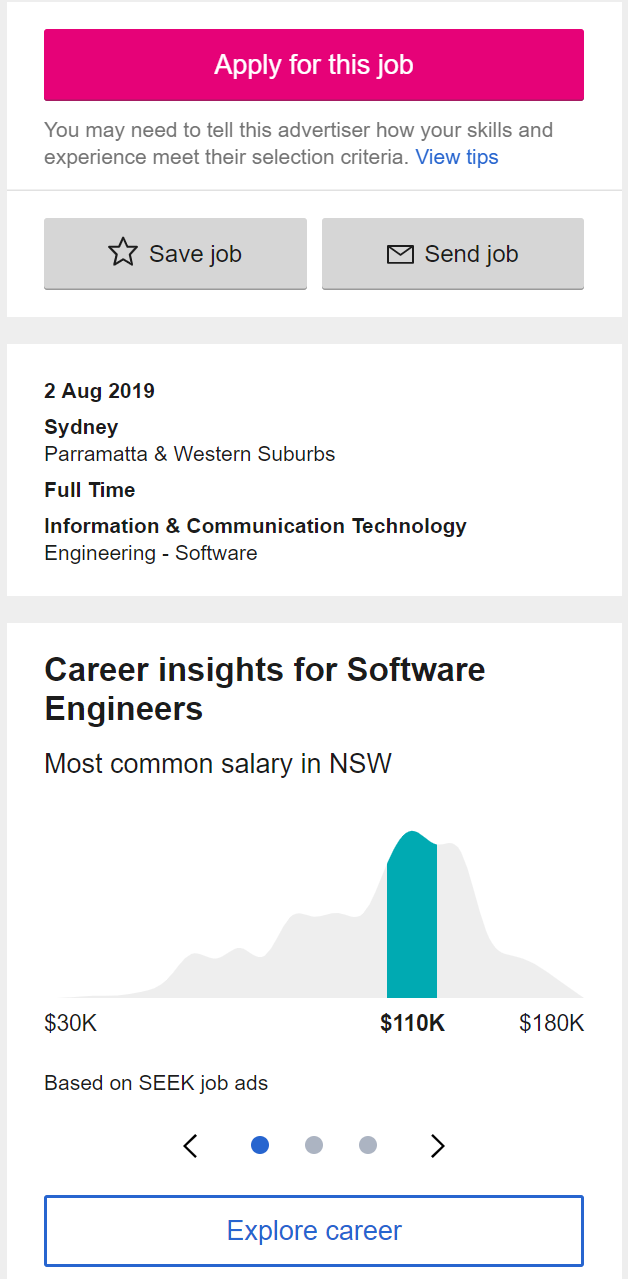 Apply for this job
You may need to tell this advertiser how your skills and
experience meet their selection criteria. View tips
Save job
Send job
2 Aug 2019
Sydney
Parramatta & Western Suburbs
Full Time
Information & Communication Technology
Engineering - Software
Career insights for Software
Engineers
Most common salary in NSW
$30K
$110K
$180K
Based on SEEK job ads
Explore career